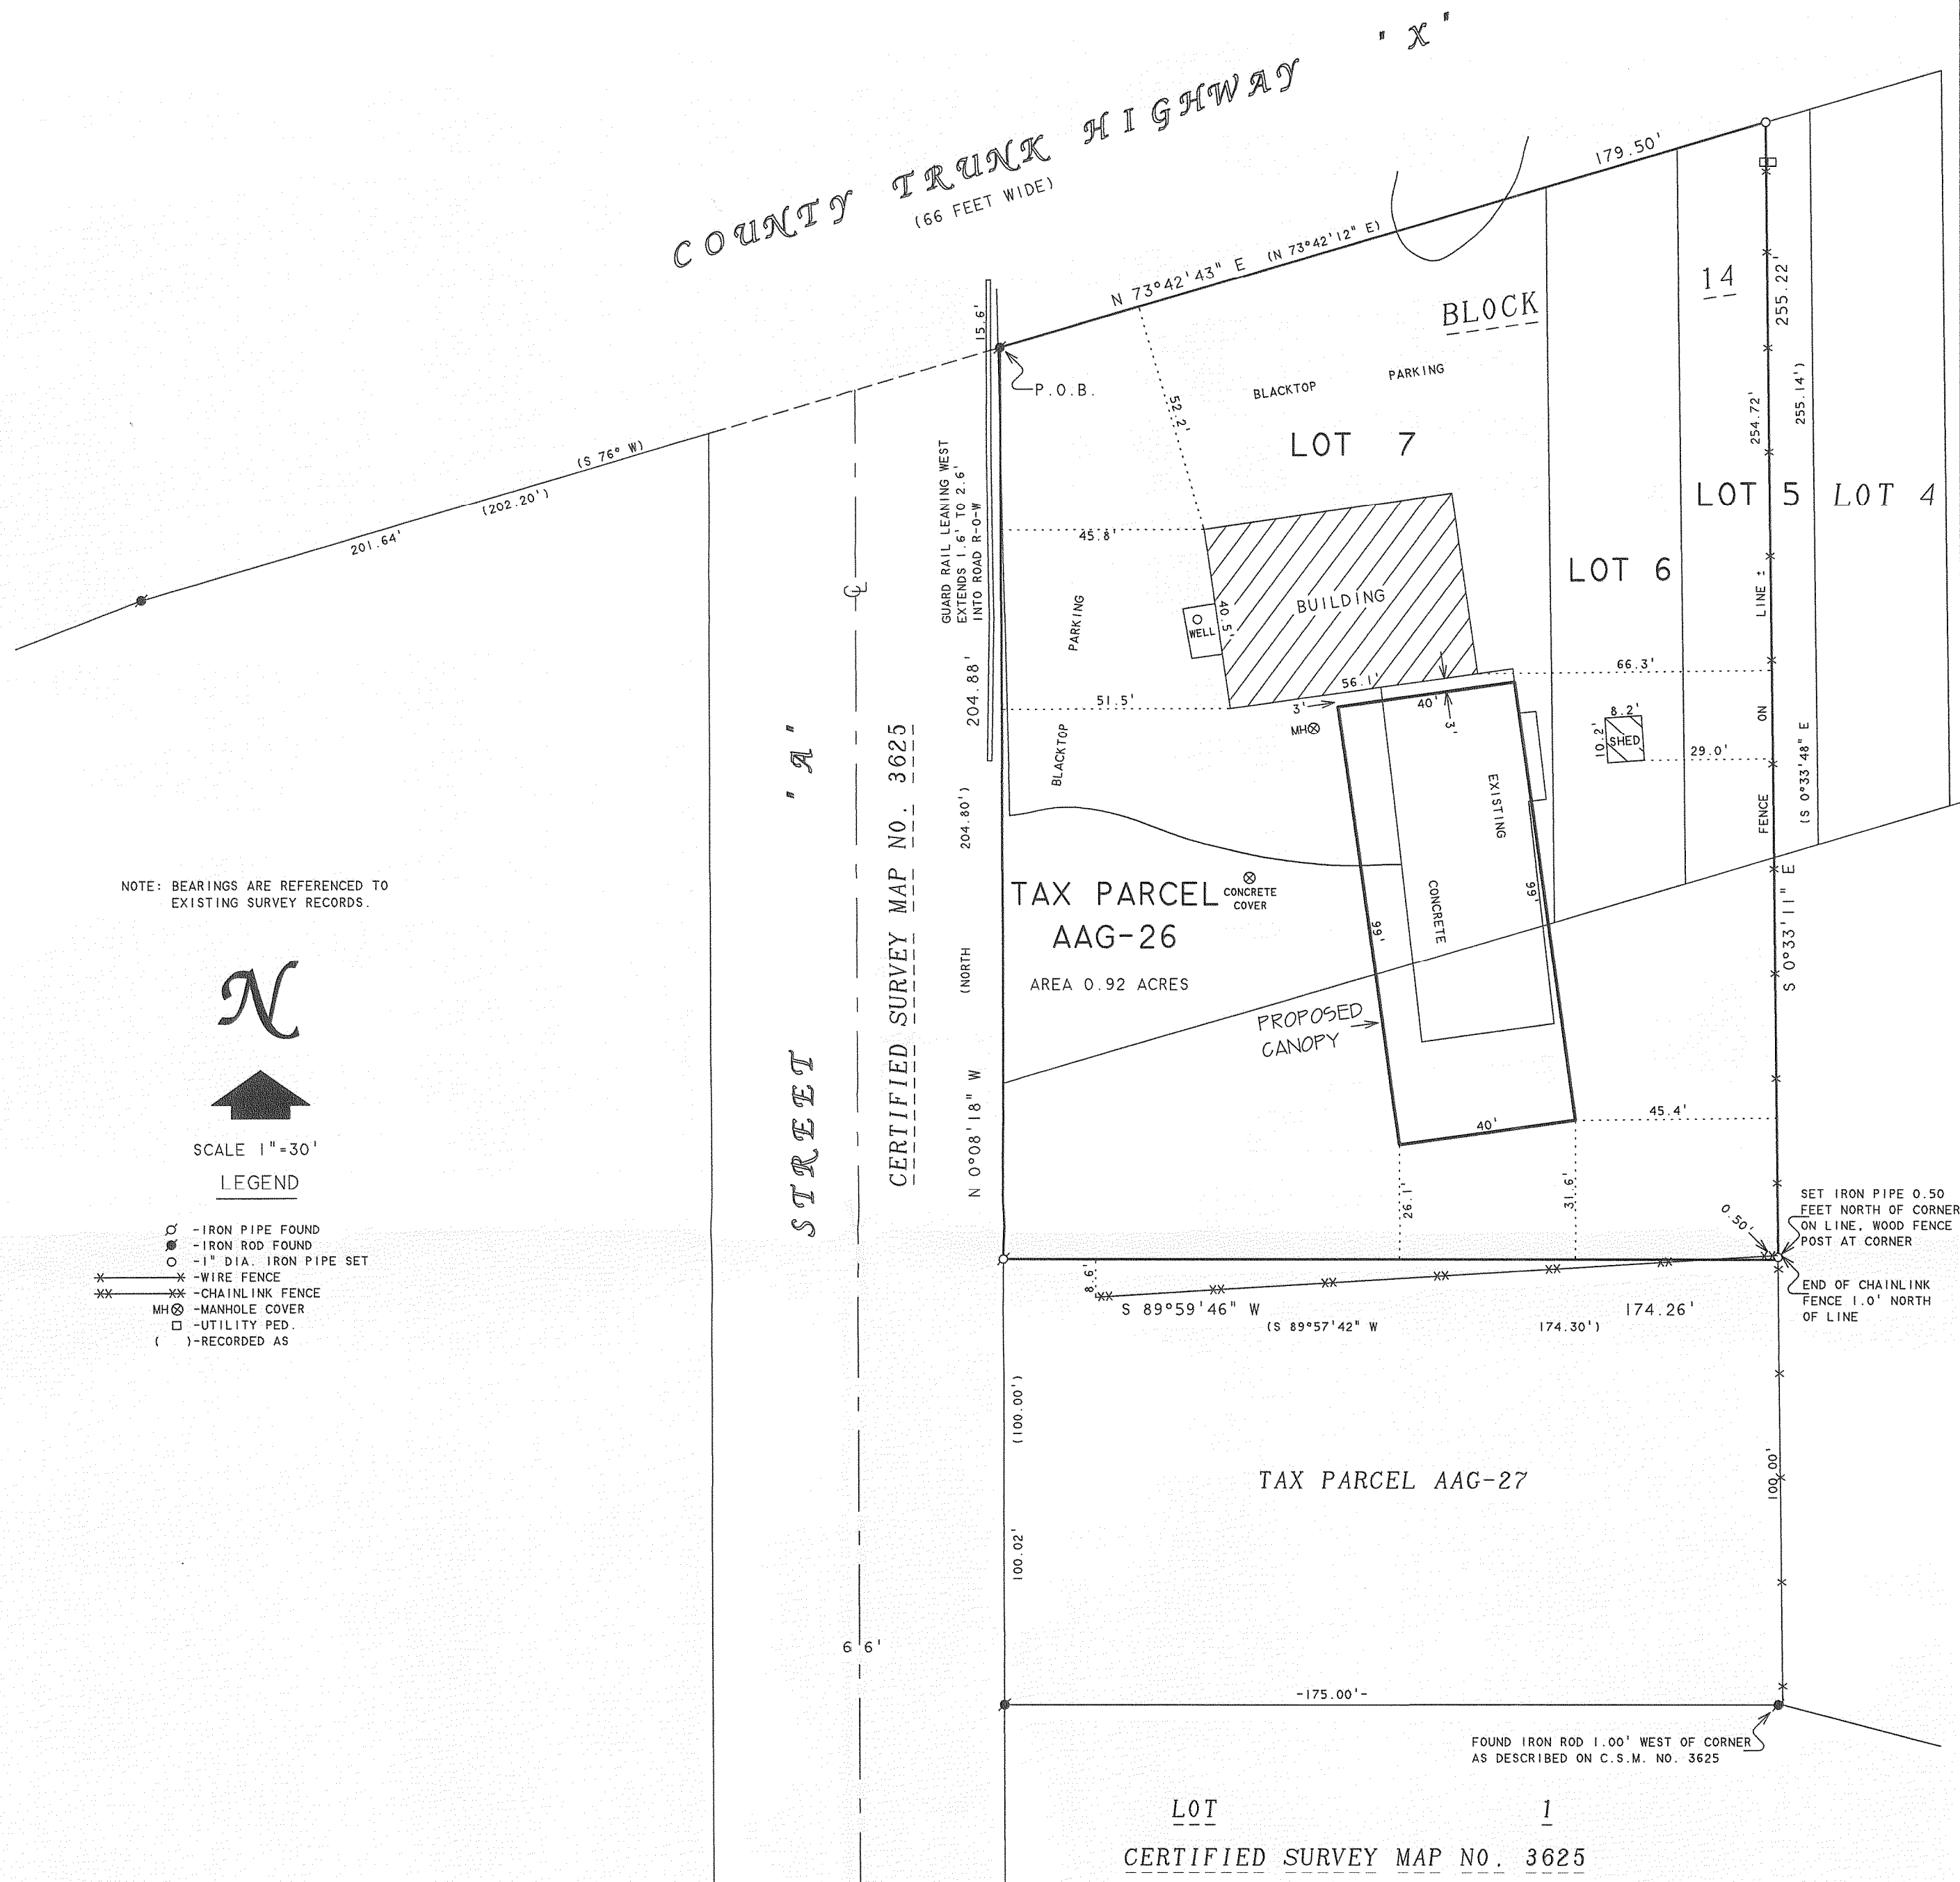 COUNTY TRUNK HIGHWAY "X"
(66 FEET WIDE)
179.50'
N 73°42'43" E (N 73°42'12" E)
BLOCK
14
15.6'
P.O.B.
52.2'
BLACKTOP PARKING
LOT 7
255.22'
254.72'
255.14')
(S 76° W)
(202.20')
201.64'
GUARD RAIL LEANING WEST
EXTENDS 1.6' TO 2.6'
INTO ROAD R-O-W
LOT 5
LOT 4
LOT 6
45.8'
BUILDING
40.5'
WELL
PARKING
BLACKTOP
LINE ±
ON
FENCE
(S 0°33'48" E
S 0°33'11" E
66.3'
56.1'
51.5'
3'
40'
3'
MH
8.2'
10.2'
SHED
29.0'
EXISTING
CONCRETE
99'
99'
204.88'
204.80')
(NORTH
N 0°08'18" W
℄
STREET "A"
CERTIFIED SURVEY MAP NO. 3625
TAX PARCEL
AAG-26
AREA 0.92 ACRES
CONCRETE
COVER
PROPOSED
CANOPY
40'
45.4'
26.1'
31.6'
NOTE: BEARINGS ARE REFERENCED TO
EXISTING SURVEY RECORDS.
N
SCALE 1"=30'
LEGEND
-IRON PIPE FOUND
-IRON ROD FOUND
-1" DIA. IRON PIPE SET
-WIRE FENCE
-CHAINLINK FENCE
MH -MANHOLE COVER
-UTILITY PED.
( )-RECORDED AS
0.50'
SET IRON PIPE 0.50
FEET NORTH OF CORNER
ON LINE, WOOD FENCE
POST AT CORNER
END OF CHAINLINK
FENCE 1.0' NORTH
OF LINE
8.6'
S 89°59'46" W 174.26'
(S 89°57'42" W 174.30')
(100.00')
100.02'
100.00'
TAX PARCEL AAG-27
66'
-175.00'-
FOUND IRON ROD 1.00' WEST OF CORNER
AS DESCRIBED ON C.S.M. NO. 3625
LOT 1
CERTIFIED SURVEY MAP NO. 3625